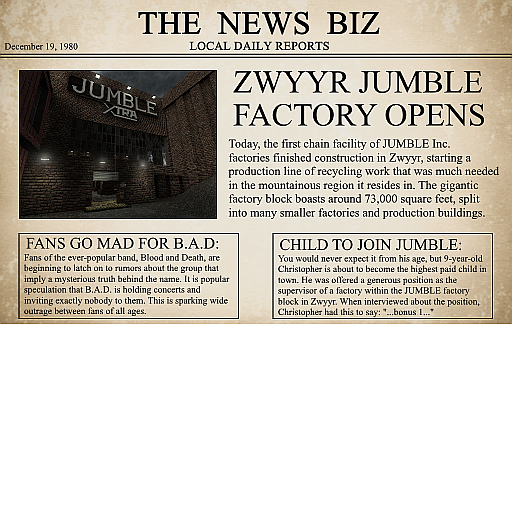 THE NEWS BIZ
December 19, 1980
LOCAL DAILY REPORTS
JUMBLE
XTRA
ZWYYR JUMBLE
FACTORY OPENS
Today, the first chain facility of JUMBLE Inc.
factories finished construction in Zwyyr, starting a
production line of recycling work that was much needed
in the mountainous region it resides in. The gigantic
factory block boasts around 73,000 square feet, split
into many smaller factories and production buildings.
FANS GO MAD FOR B.A.D:
Fans of the ever-popular band, Blood and Death, are
beginning to latch on to rumors about the group that
imply a mysterious truth behind the name. It is popular
speculation that B.A.D. is holding concerts and
inviting exactly nobody to them. This is sparking wide
outrage between fans of all ages.
CHILD TO JOIN JUMBLE:
You would never expect it from his age, but 9-year-old
Christopher is about to become the highest paid child in
town. He was offered a generous position as the
supervisor of a factory within the JUMBLE factory
block in Zwyyr. When interviewed about the position,
Christopher had this to say: "...bonus 1..."